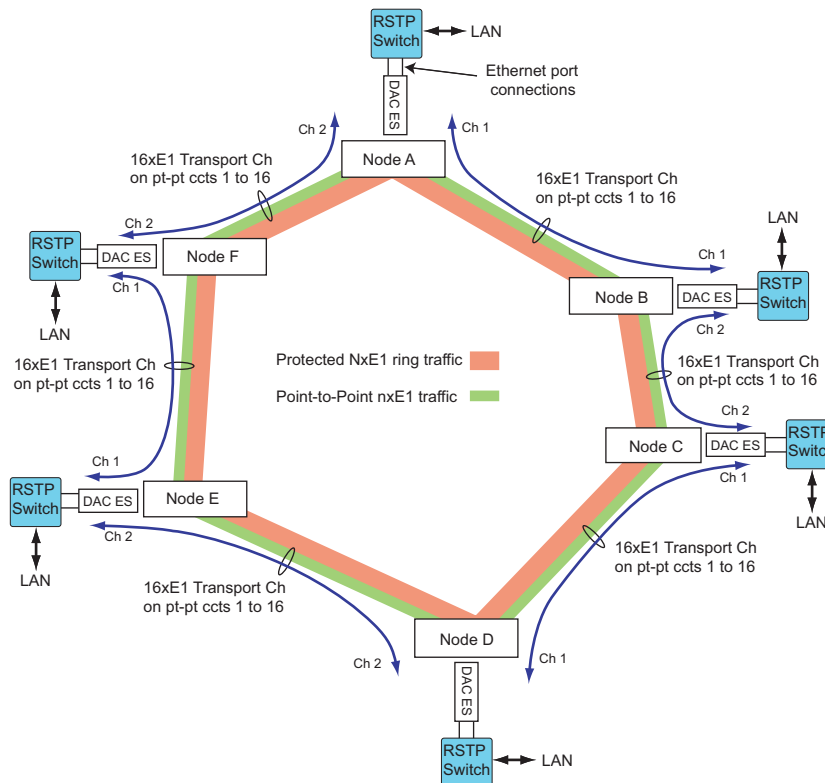 RSTP
Switch
LAN
Ethernet port
connections
DAC ES
Ch 2
Ch 1
Node A
16xE1 Transport Ch
on pt-pt ccts 1 to 16
16xE1 Transport Ch
on pt-pt ccts 1 to 16
Ch 2
RSTP
Switch
DAC ES
Node F
Ch 1
LAN
LAN
Ch 1
Node B
DAC ES
RSTP
Switch
Ch 2
16xE1 Transport Ch
on pt-pt ccts 1 to 16
Protected NxE1 ring traffic
Point-to-Point nxE1 traffic
16xE1 Transport Ch
on pt-pt ccts 1 to 16
Ch 2
Node C
DAC ES
RSTP
Switch
Ch 1
LAN
Ch 1
RSTP
Switch
DAC ES
Node E
Ch 2
LAN
16xE1 Transport Ch
on pt-pt ccts 1 to 16
16xE1 Transport Ch
on pt-pt ccts 1 to 16
Node D
Ch 2
Ch 1
DAC ES
RSTP
Switch
LAN